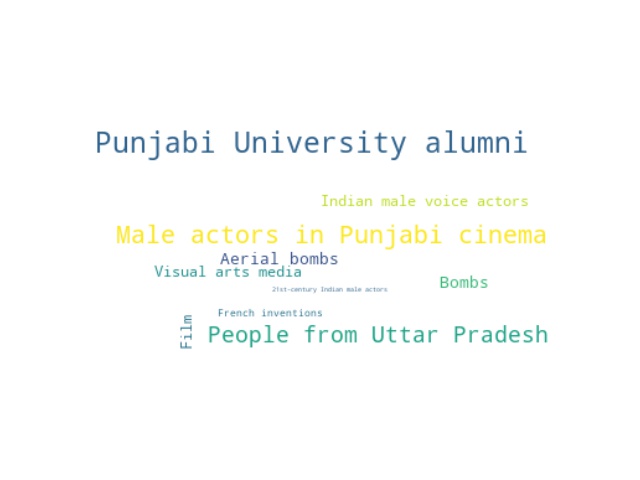 Punjabi University alumni
Indian male voice actors
Male actors in Punjabi cinema
Aerial bombs
Visual arts media
Bombs
21st-century Indian male actors
French inventions
Film
People from Uttar Pradesh